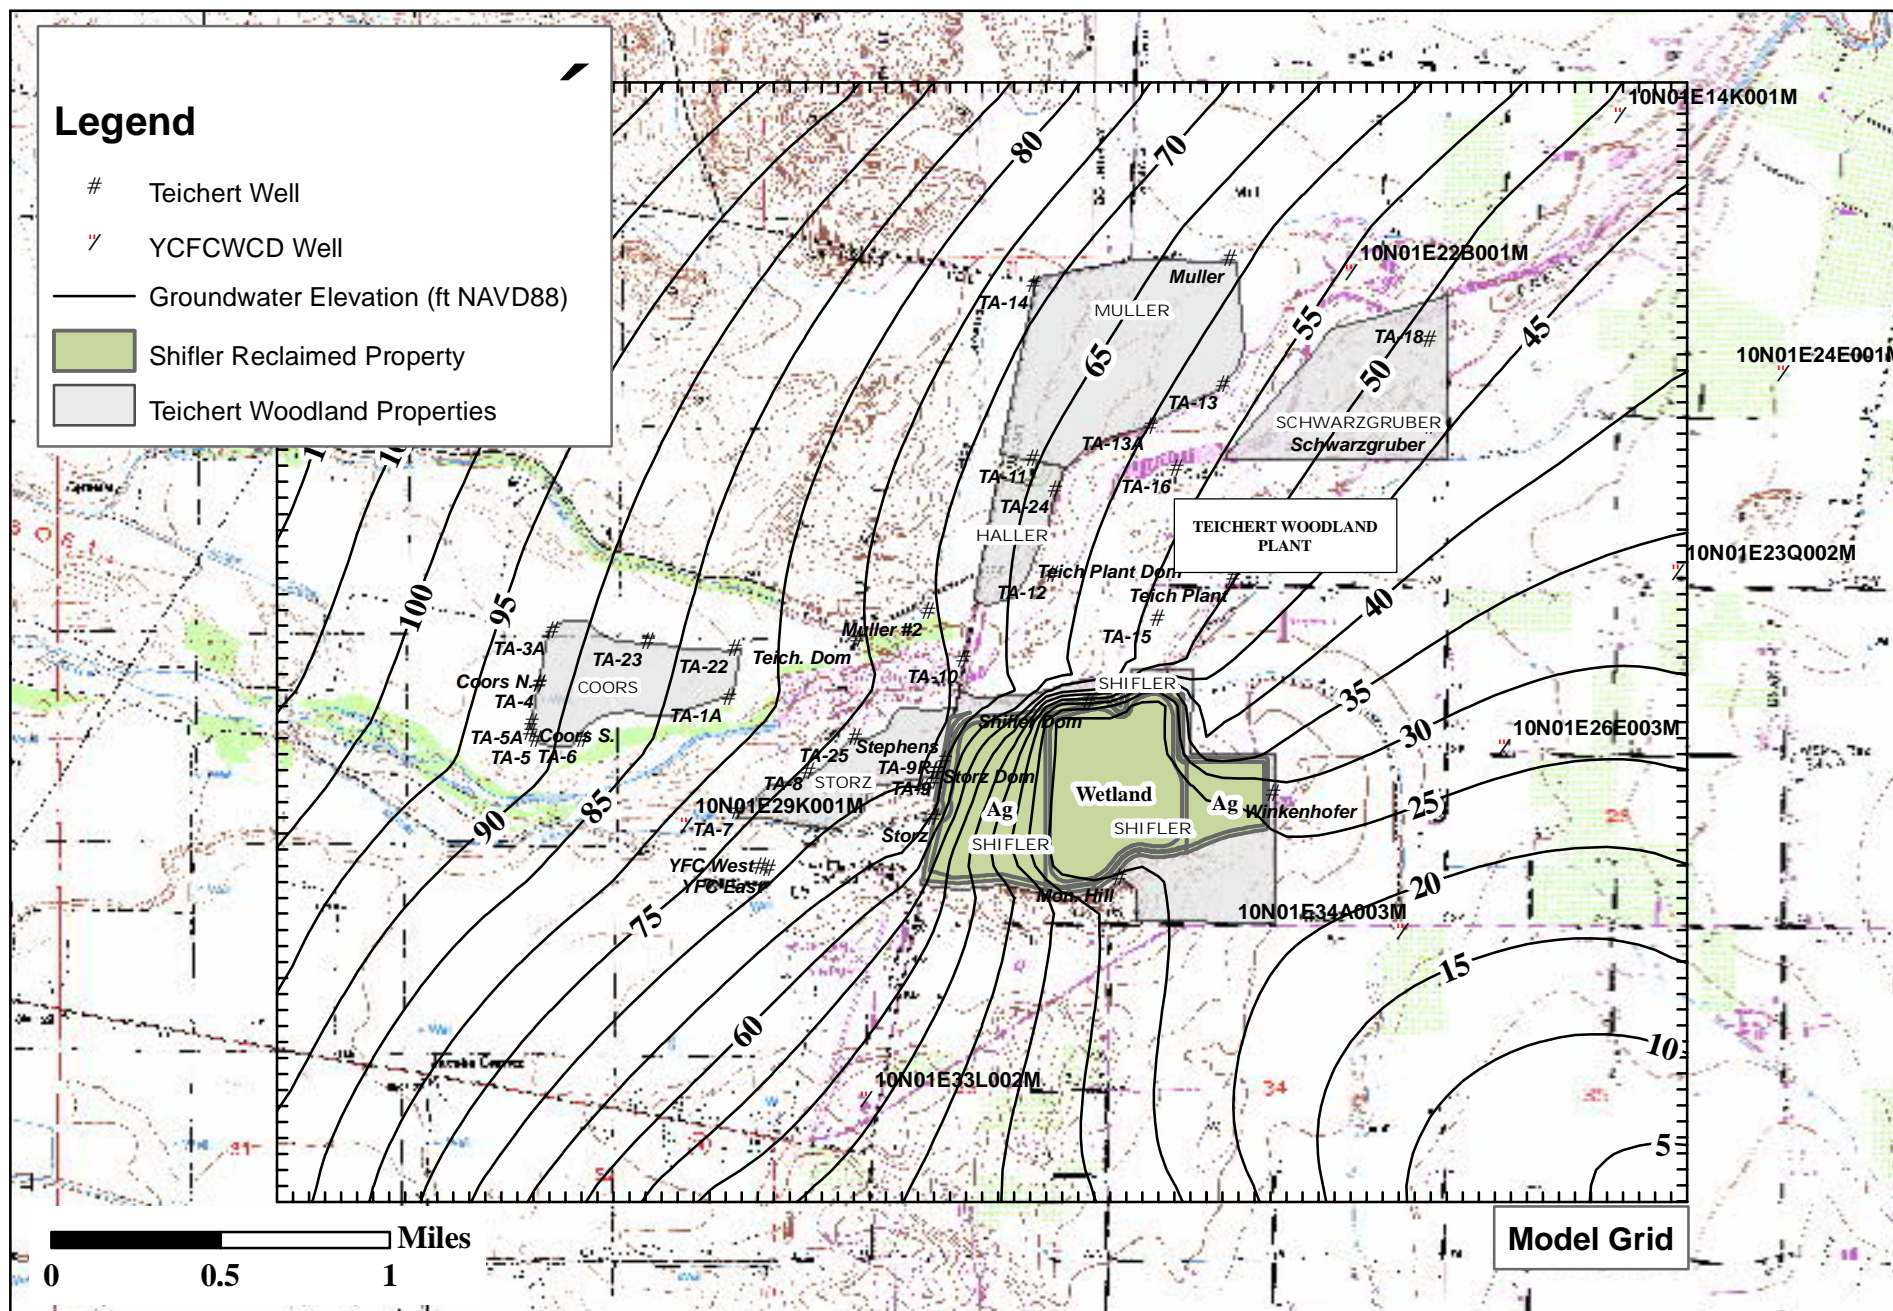 Legend
Teichert Well
YCFCWCD Well
Groundwater Elevation (ft NAVD88)
Shifler Reclaimed Property
Teichert Woodland Properties
10N01E14K001M
80
70
10N01E22B001M
Muller
TA-14
MULLER
55
45
TA-18
10N01E24E001M
65
50
TA-13
SCHWARZGRUBER
Schwarzgruber
TA-13A
TA-11
TA-16
TA-24
HALLER
TEICHERT WOODLAND
PLANT
10N01E23Q002M
Teich Plant Dom
TA-12
Teich Plant
40
100
95
TA-15
Muller #2
TA-3A
TA-23
TA-22
Teich. Dom
TA-10
Coors N.
COORS
SHIFLER
TA-4
35
TA-1A
Shifler Dom
30
10N01E26E003M
TA-5A
Coors S.
TA-25
Stephens
TA-5
TA-6
TA-9R
Storz Dom
TA-8
STORZ
TA-9
Wetland
Ag
Ag
25
Winkenhofer
10N01E29K001M
85
TA-7
90
Storz
SHIFLER
SHIFLER
YFC West
YFC East
Mon. Hill
20
10N01E34A003M
75
15
60
10
10N01E33L002M
33
34
35
31
5
Miles
0
0.5
1
Model Grid